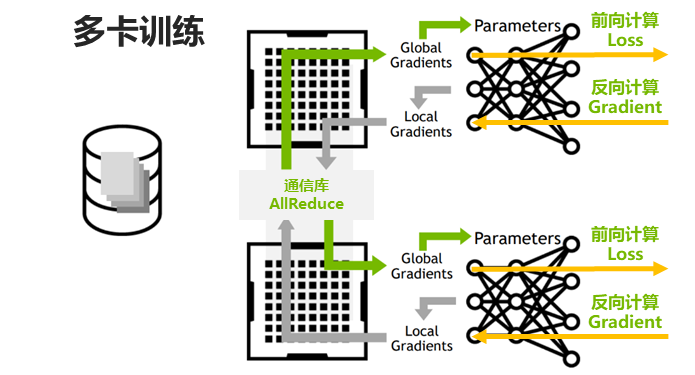 多卡训练
Parameters
前向计算
Loss
Global
Gradients
反向计算
Gradient
Local
Gradients
通信库
AllReduce
Parameters
前向计算
Loss
Global
Gradients
反向计算
Gradient
Local
Gradients